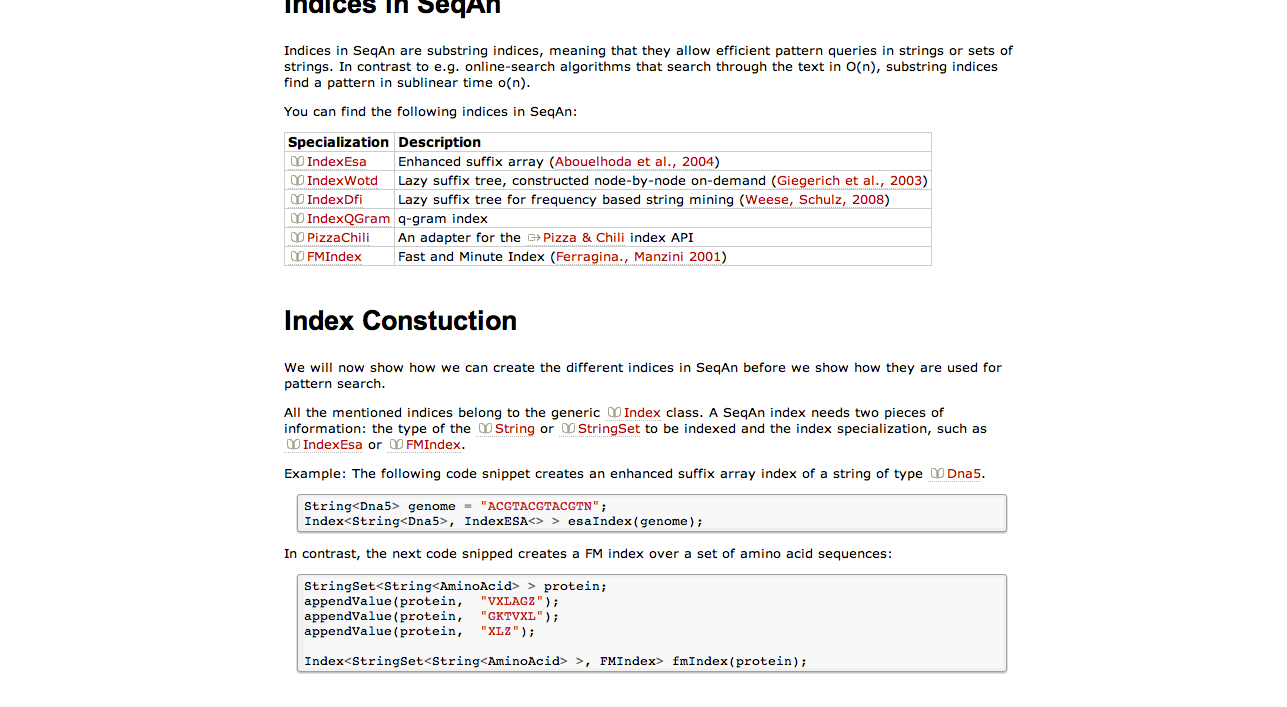 Indices in SeqAn
Indices in SeqAn are substring indices, meaning that they allow efficient pattern queries in strings or sets of
strings. In contrast to e.g. online-search algorithms that search through the text in O(n), substring indices
find a pattern in sublinear time o(n).
You can find the following indices in SeqAn:
Specialization Description
IndexEsa Enhanced suffix array (Abouelhoda et al., 2004)
IndexWotd Lazy suffix tree, constructed node-by-node on-demand (Giegerich et al., 2003)
IndexDfi Lazy suffix tree for frequency based string mining (Weese, Schulz, 2008)
IndexQGram q-gram index
PizzaChili An adapter for the Pizza & Chili index API
FMIndex Fast and Minute Index (Ferragina., Manzini 2001)
Index Constuction
We will now show how we can create the different indices in SeqAn before we show how they are used for
pattern search.
All the mentioned indices belong to the generic Index class. A SeqAn index needs two pieces of
information: the type of the String or StringSet to be indexed and the index specialization, such as
IndexEsa or FMIndex.
Example: The following code snippet creates an enhanced suffix array index of a string of type Dna5.
String<Dna5> genome = "ACGTACGTACGTN";
Index<String<Dna5>, IndexESA<> > esaIndex(genome);
In contrast, the next code snipped creates a FM index over a set of amino acid sequences:
StringSet<String<AminoAcid> > protein;
appendValue(protein, "VXLAGZ");
appendValue(protein, "GKTVXL");
appendValue(protein, "XLZ");
Index<StringSet<String<AminoAcid> >, FMIndex> fmIndex(protein);